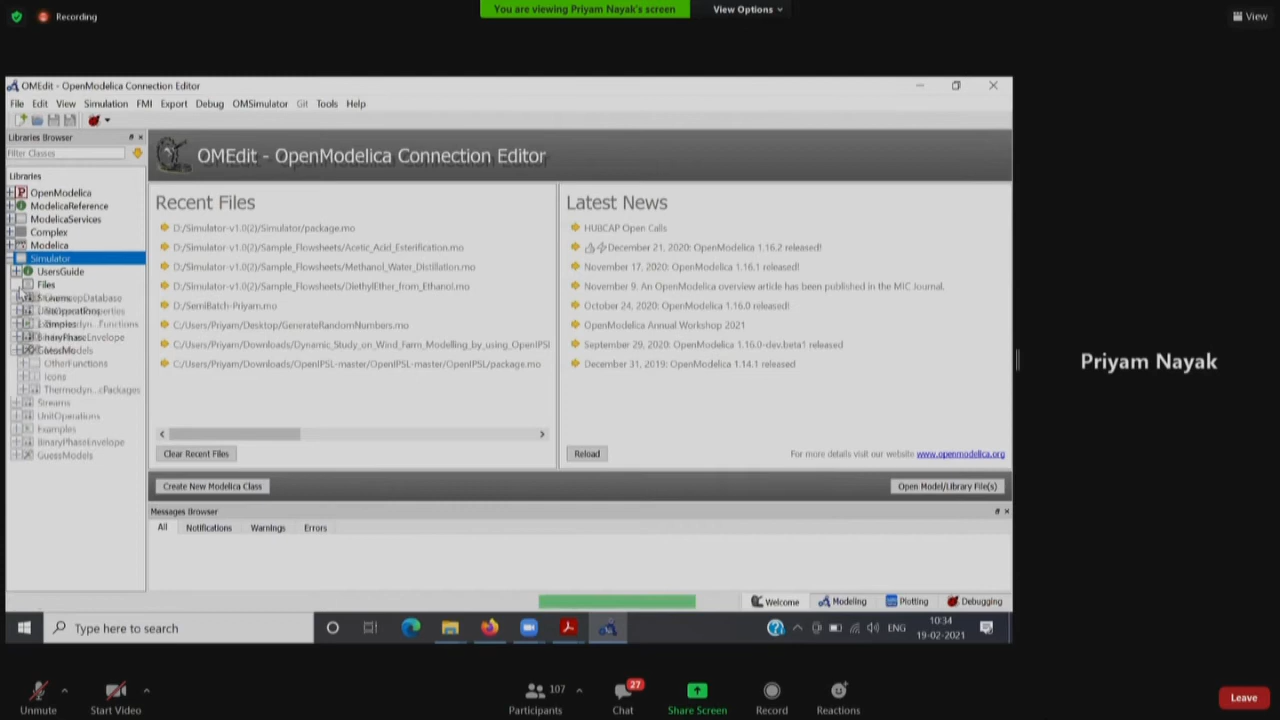 Recording
You are viewing Priyam Nayak's screen
View Options
View
OMEdit - OpenModelica Connection Editor
File Edit View Simulation FMI Export Debug OMSimulator Git Tools Help
Libraries Browser
Filter Classes
Libraries
OpenModelica
ModelicaReference
ModelicaServices
Complex
Modelica
Simulator
UsersGuide
Files
OtherFunctions
Icons
Thermodyn...cPackages
Streams
UnitOperations
Examples
BinaryPhaseEnvelope
GuessModels
OMEdit - OpenModelica Connection Editor
Recent Files
D:/Simulator-v1.0(2)/Simulator/package.mo
D:/Simulator-v1.0(2)/Sample_Flowsheets/Acetic_Acid_Esterification.mo
D:/Simulator-v1.0(2)/Sample_Flowsheets/Methanol_Water_Distillation.mo
D:/Simulator-v1.0(2)/Sample_Flowsheets/DiethylEther_from_Ethanol.mo
D:/SemiBatch-Priyam.mo
C:/Users/Priyam/Desktop/GenerateRandomNumbers.mo
C:/Users/Priyam/Downloads/Dynamic_Study_on_Wind_Farm_Modelling_by_using_OpenIPSL
C:/Users/Priyam/Downloads/OpenIPSL-master/OpenIPSL-master/OpenIPSL/package.mo
Clear Recent Files
Latest News
HUBCAP Open Calls
December 21, 2020: OpenModelica 1.16.2 released!
November 17, 2020: OpenModelica 1.16.1 released!
November 9. An OpenModelica overview article has been published in the MIC Journal.
October 24, 2020: OpenModelica 1.16.0 released!
OpenModelica Annual Workshop 2021
September 29, 2020: OpenModelica 1.16.0-dev.beta1 released
December 31, 2019: OpenModelica 1.14.1 released
Reload
For more details visit our website www.openmodelica.org
Create New Modelica Class
Open Model/Library File(s)
Messages Browser
All Notifications Warnings Errors
Welcome Modeling Plotting Debugging
Type here to search
ENG
10:34
19-02-2021
Priyam Nayak
Unmute
Start Video
107
Participants
27
Chat
Share Screen
Record
Reactions
Leave